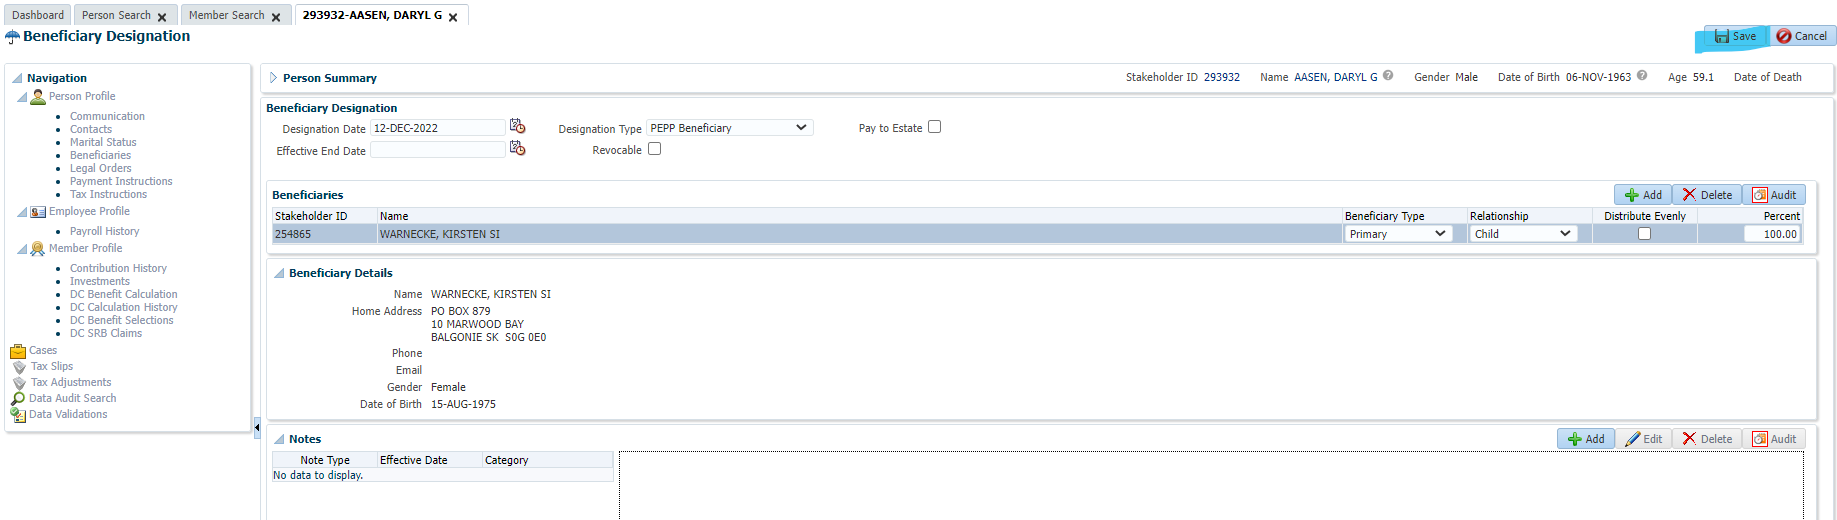 Dashboard Person Search Member Search 293932-AASEN, DARYL G
Beneficiary Designation
Save Cancel
Navigation
Person Profile
Communication
Contacts
Marital Status
Beneficiaries
Legal Orders
Payment Instructions
Tax Instructions
Employee Profile
Payroll History
Member Profile
Contribution History
Investments
DC Benefit Calculation
DC Calculation History
DC Benefit Selections
DC SRB Claims
Cases
Tax Slips
Tax Adjustments
Data Audit Search
Data Validations
Person Summary Stakeholder ID 293932 Name AASEN, DARYL G Gender Male Date of Birth 06-NOV-1963 Age 59.1 Date of Death
Beneficiary Designation
Designation Date 12-DEC-2022 Designation Type PEPP Beneficiary Pay to Estate
Effective End Date Revocable
Beneficiaries Add Delete Audit
Stakeholder ID Name Beneficiary Type Relationship Distribute Evenly Percent
254865 WARNECKE, KIRSTEN SI Primary Child 100.00
Beneficiary Details
Name WARNECKE, KIRSTEN SI
Home Address PO BOX 879
10 MARWOOD BAY
BALGONIE SK S0G 0E0
Phone
Email
Gender Female
Date of Birth 15-AUG-1975
Notes Add Edit Delete Audit
Note Type Effective Date Category
No data to display.